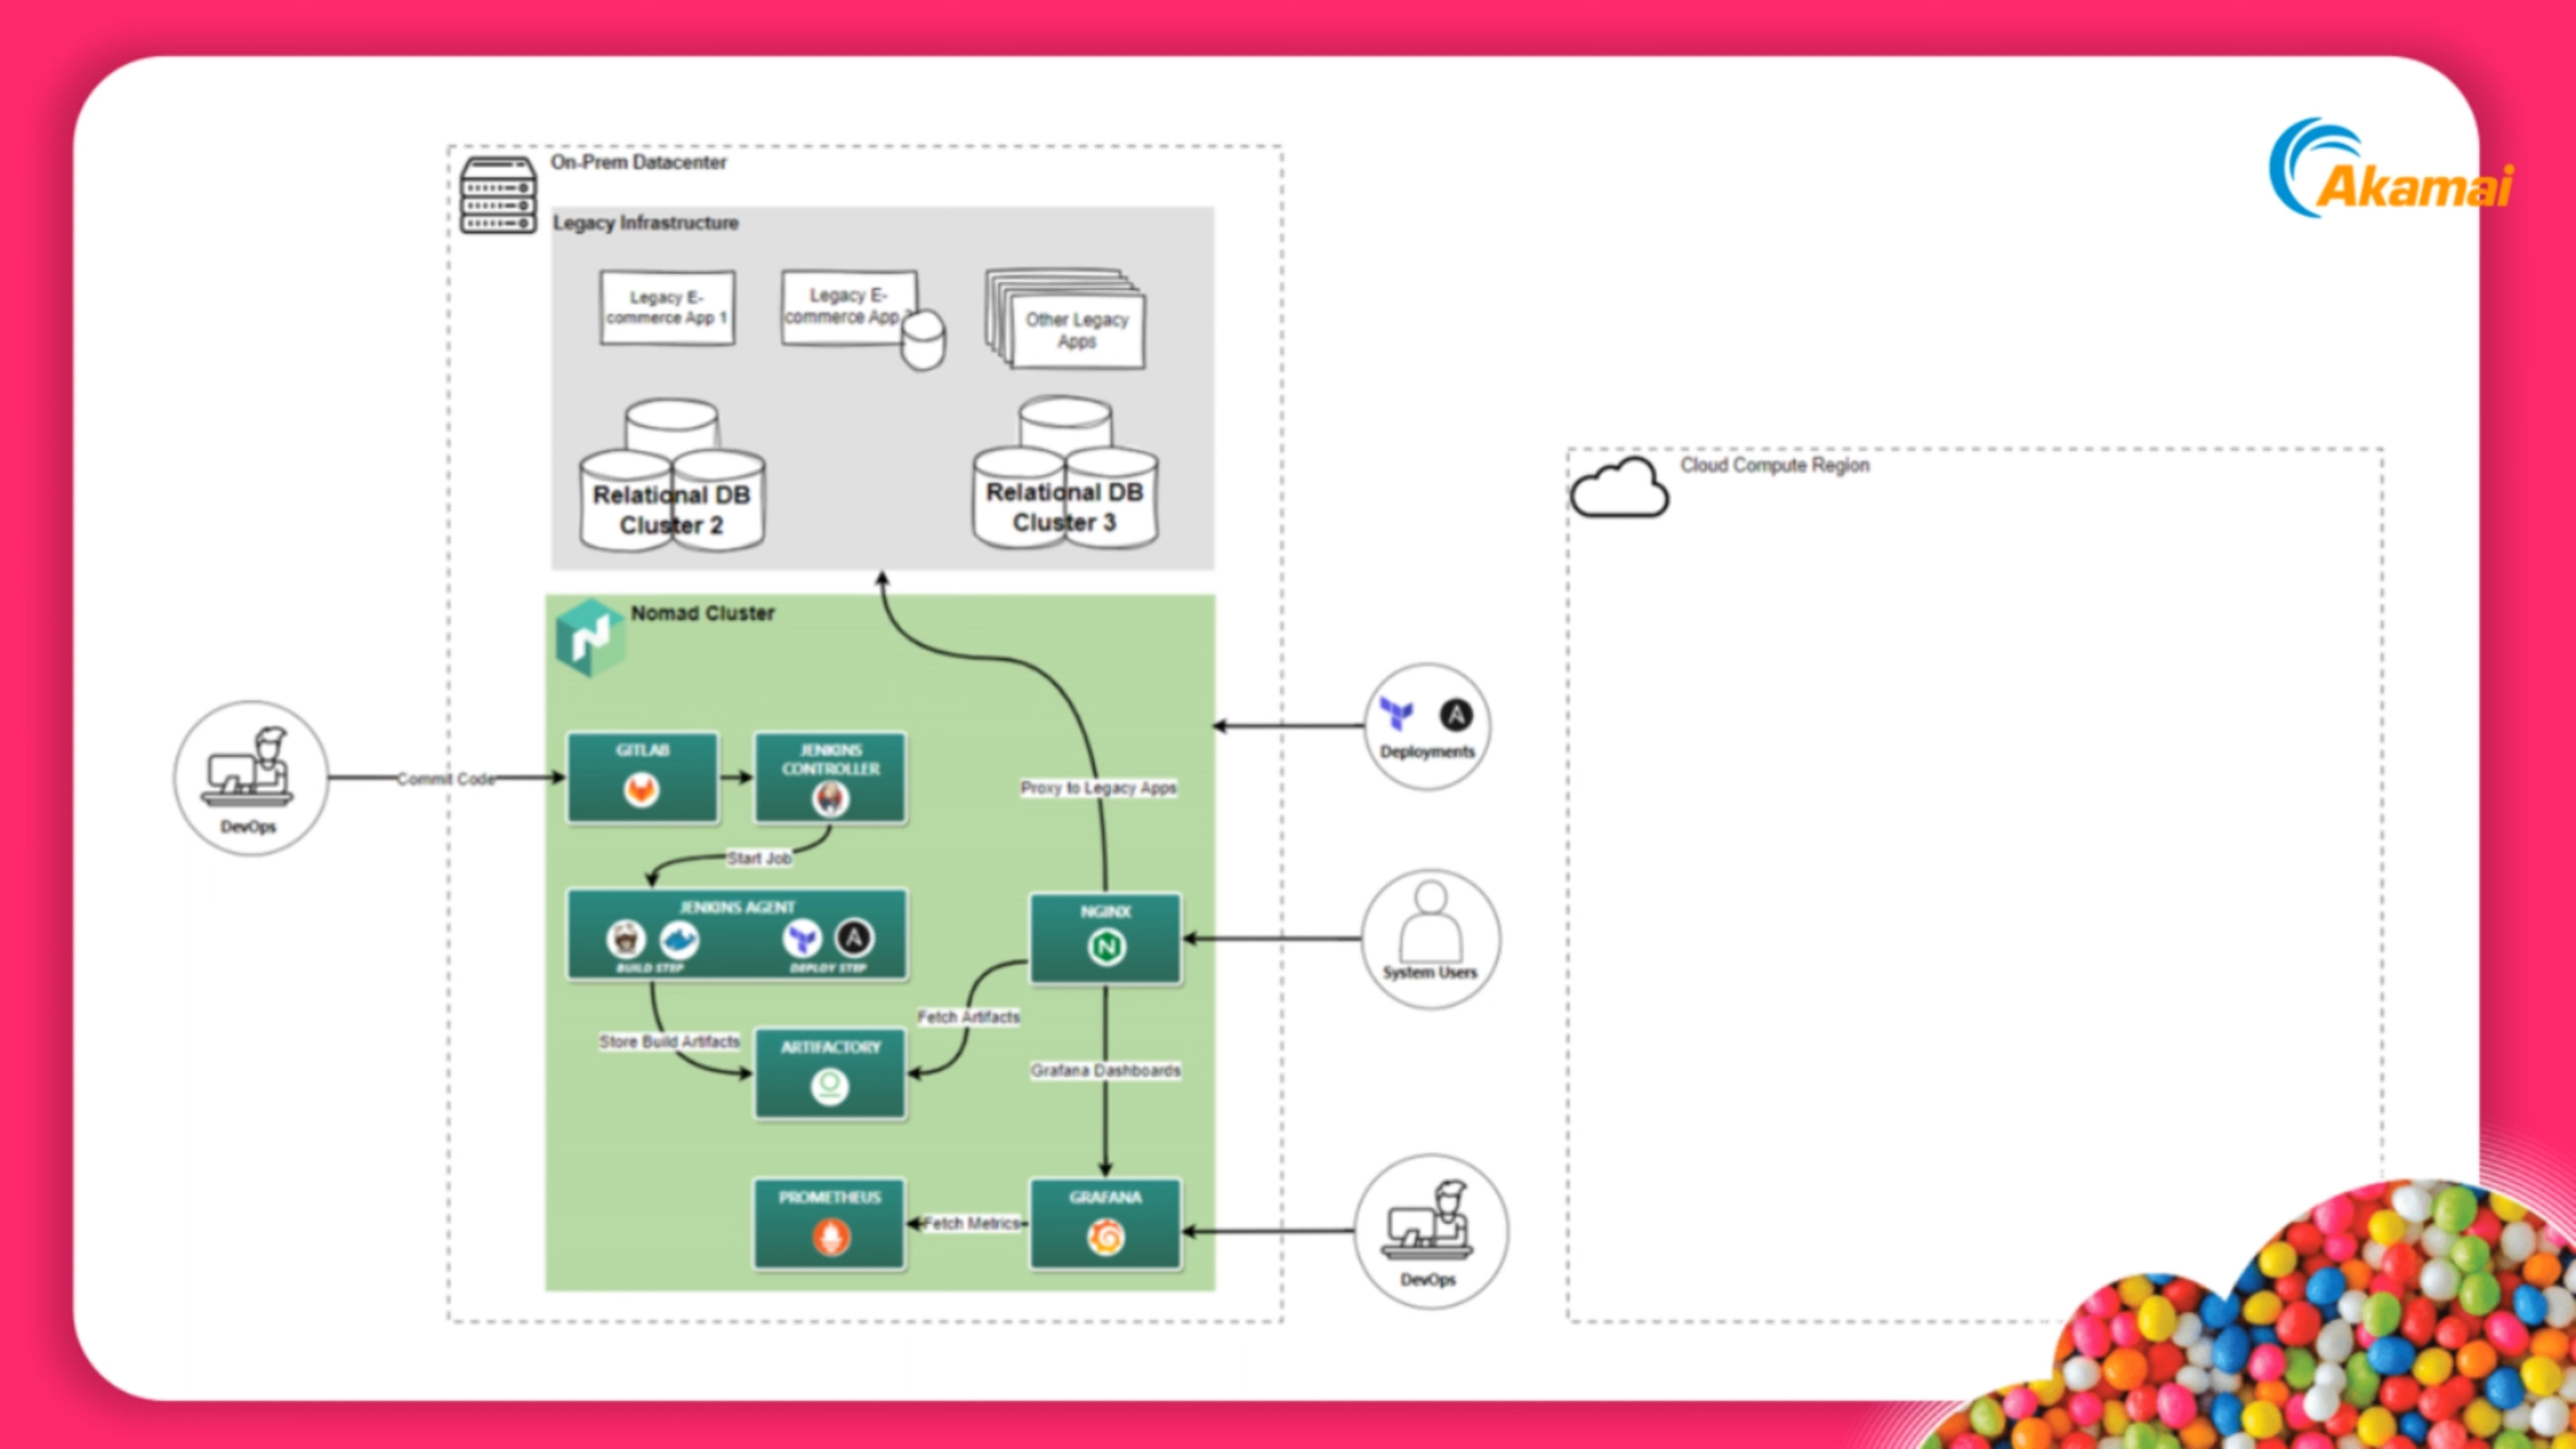 Akamai
On-Prem Datacenter
Legacy Infrastructure
Legacy E-
commerce App 1
Legacy E-
commerce App
Other Legacy
Apps
Relational DB
Cluster 2
Relational DB
Cluster 3
Cloud Compute Region
Nomad Cluster
GITLAB
JENKINS
CONTROLLER
Deployments
Commit Code
DevOps
Proxy to Legacy Apps
Start Job
JENKINS AGENT
BUILD STEP
DEPLOY STEP
NGINX
System Users
Fetch Artifacts
Store Build Artifacts
ARTIFACTORY
Grafana Dashboards
PROMETHEUS
Fetch Metrics
GRAFANA
DevOps